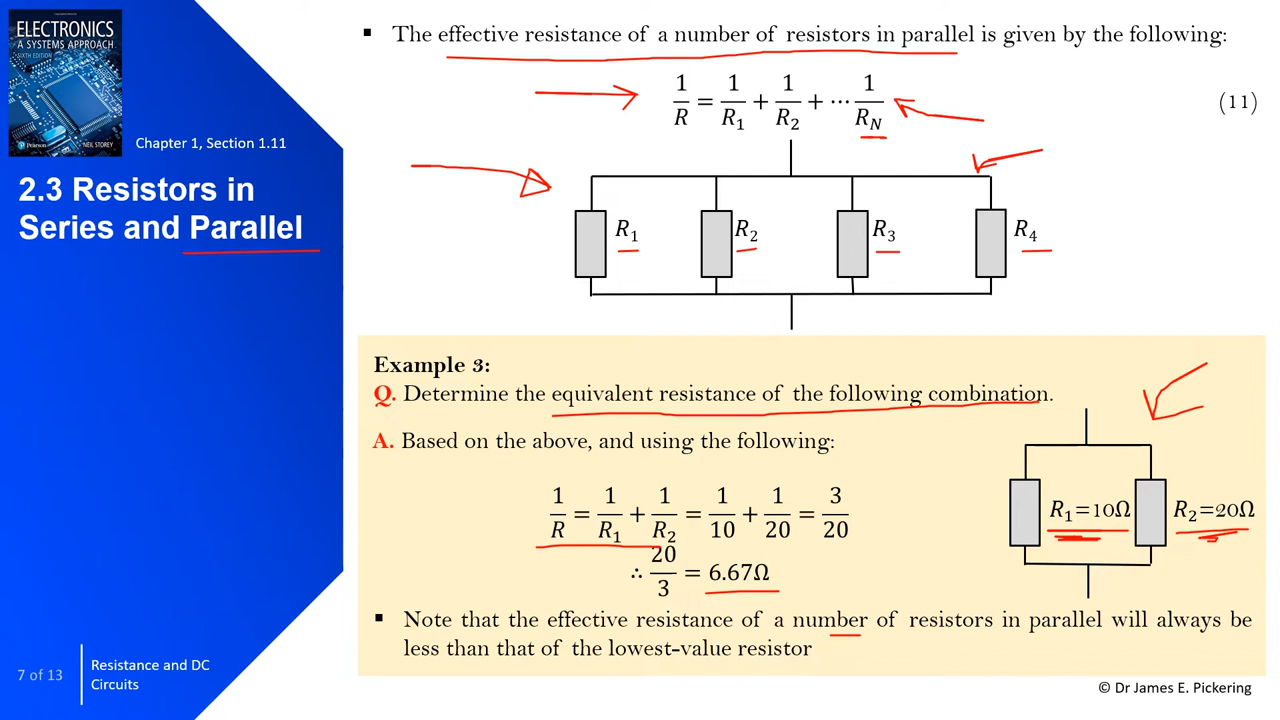 ELECTRONICS
A SYSTEMS APPROACH
SIXTH EDITION
Pearson
NEIL STOREY
Chapter 1, Section 1.11
2.3 Resistors in
Series and Parallel
7 of 13
Resistance and DC
Circuits
▪ The effective resistance of a number of resistors in parallel is given by the following:
1/R = 1/R₁ + 1/R₂ + ⋯ 1/R_N (11)
R₁ R₂ R₃ R₄
Example 3:
Q. Determine the equivalent resistance of the following combination.
A. Based on the above, and using the following:
1/R = 1/R₁ + 1/R₂ = 1/10 + 1/20 = 3/20
∴ 20/3 = 6.67Ω
R₁=10Ω R₂=20Ω
▪ Note that the effective resistance of a number of resistors in parallel will always be
less than that of the lowest-value resistor
© Dr James E. Pickering